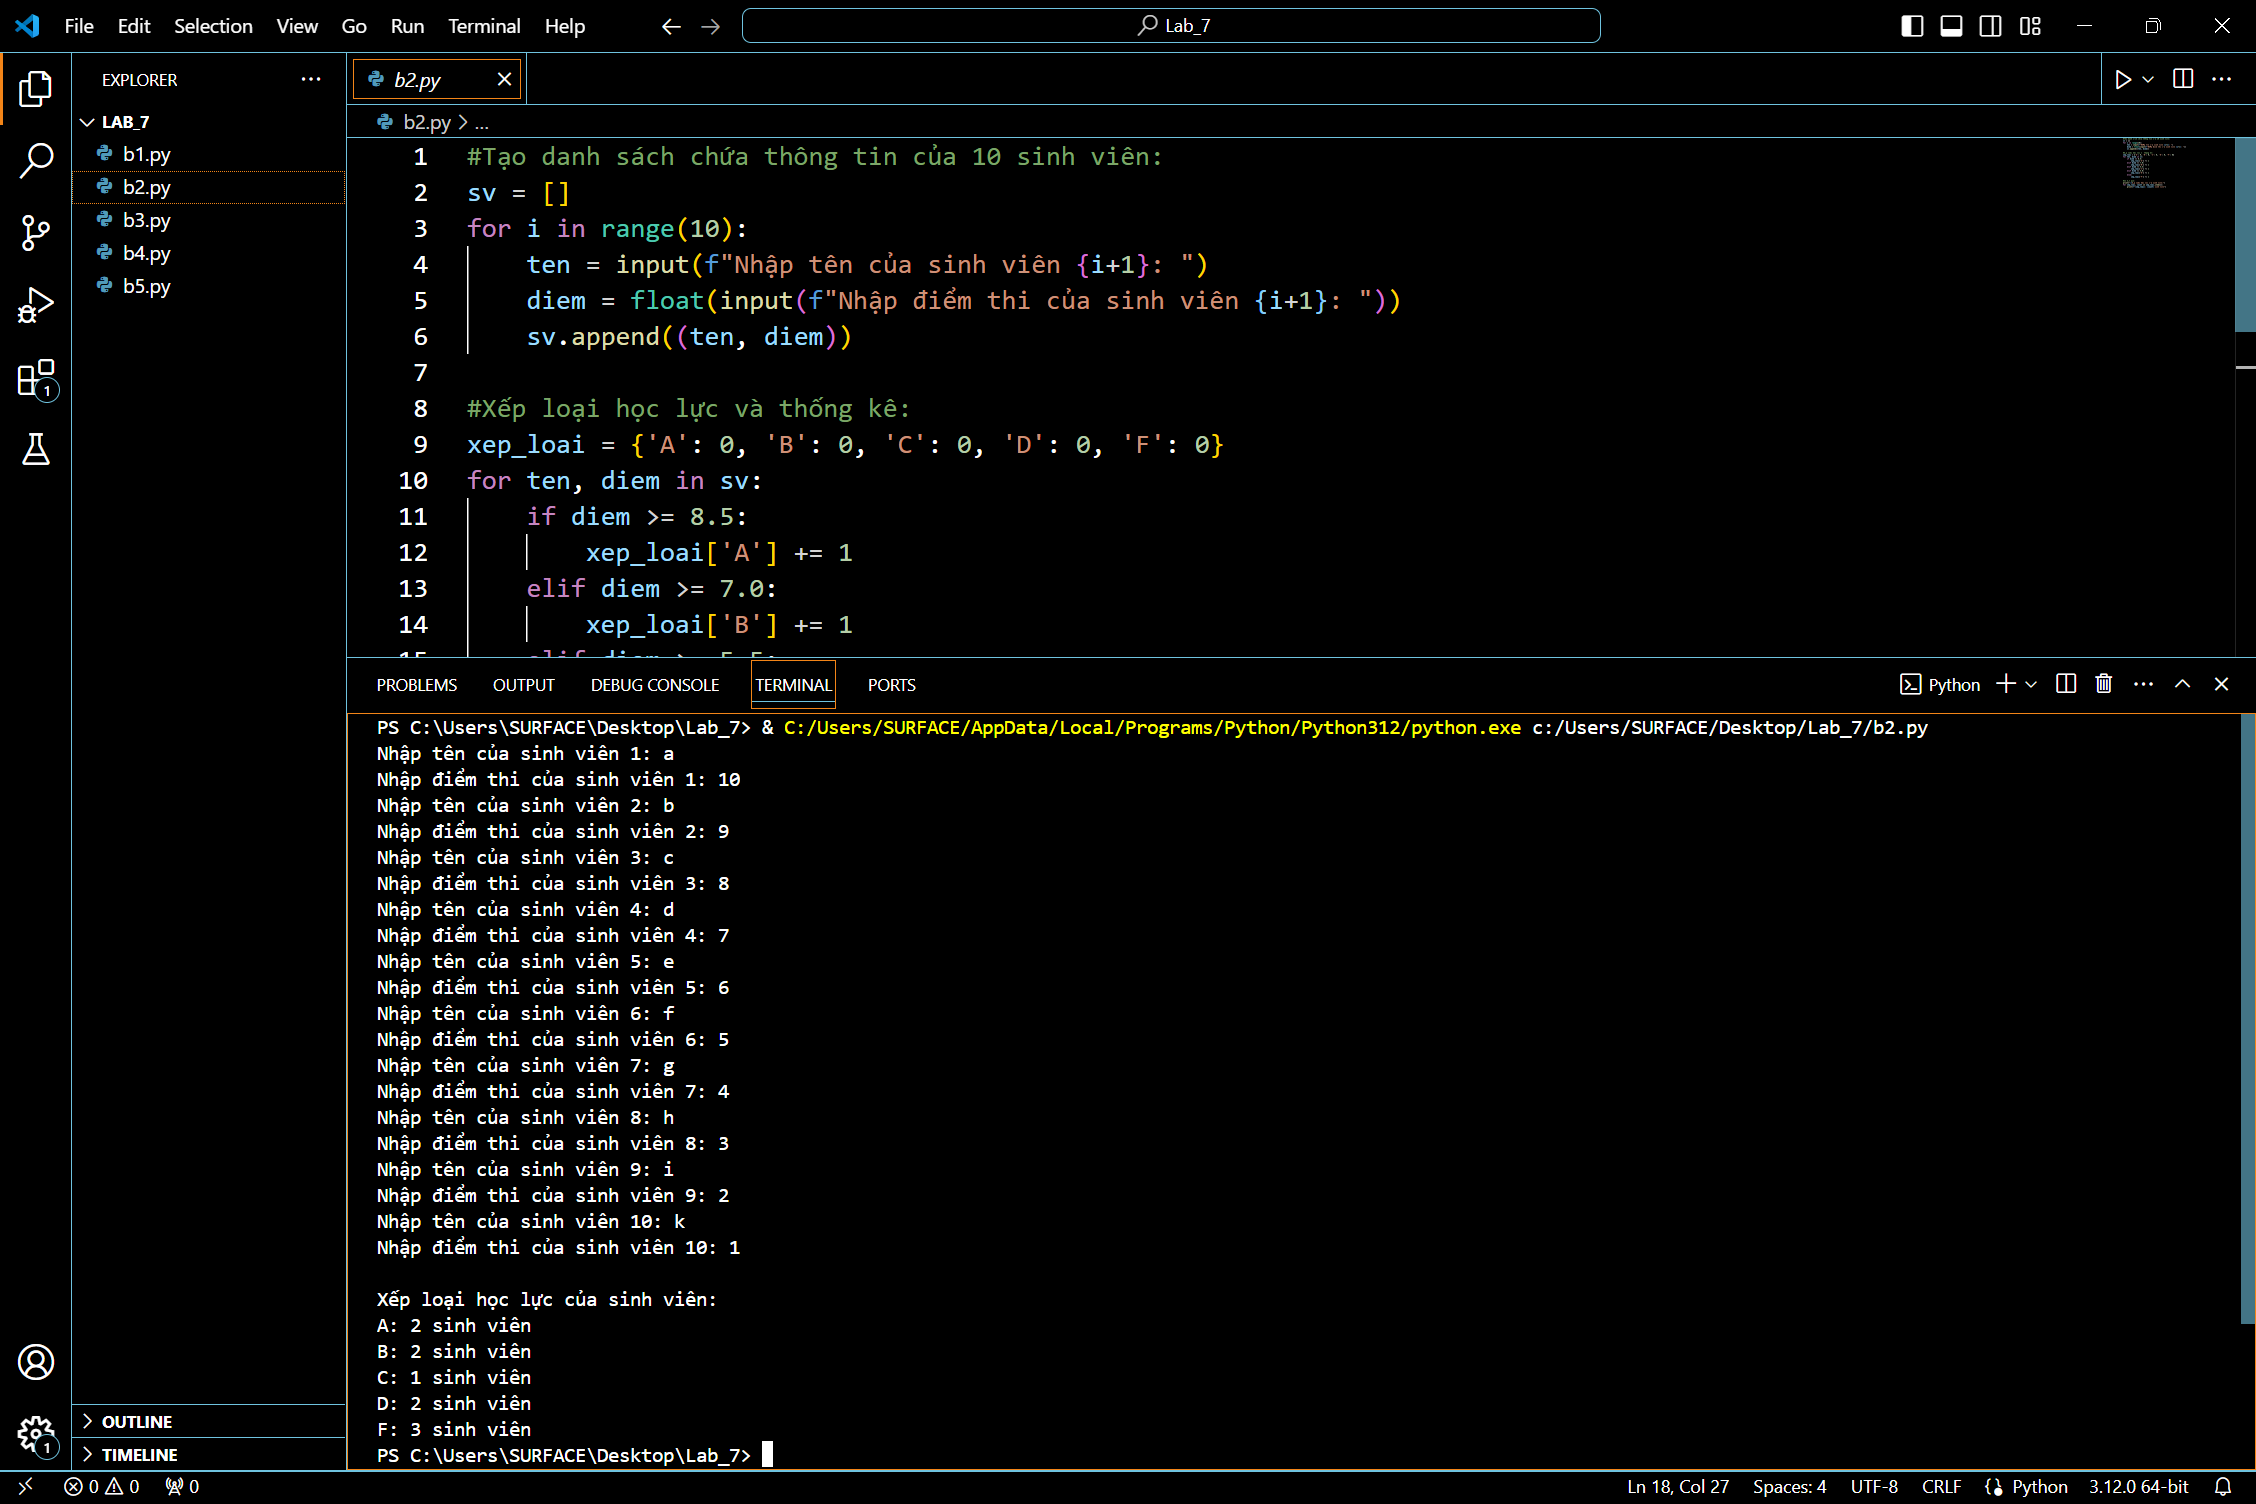 File Edit Selection View Go Run Terminal Help
Lab_7
EXPLORER
LAB_7
b1.py
b2.py
b3.py
b4.py
b5.py
OUTLINE
TIMELINE
1
1
b2.py
b2.py > ...
1 #Tạo danh sách chứa thông tin của 10 sinh viên:
2 sv = []
3 for i in range(10):
4 ten = input(f"Nhập tên của sinh viên {i+1}: ")
5 diem = float(input(f"Nhập điểm thi của sinh viên {i+1}: "))
6 sv.append((ten, diem))
7
8 #Xếp loại học lực và thống kê:
9 xep_loai = {'A': 0, 'B': 0, 'C': 0, 'D': 0, 'F': 0}
10 for ten, diem in sv:
11 if diem >= 8.5:
12 xep_loai['A'] += 1
13 elif diem >= 7.0:
14 xep_loai['B'] += 1
15 elif diem >= 5.5:
PROBLEMS OUTPUT DEBUG CONSOLE TERMINAL PORTS
Python
PS C:\Users\SURFACE\Desktop\Lab_7> & C:/Users/SURFACE/AppData/Local/Programs/Python/Python312/python.exe c:/Users/SURFACE/Desktop/Lab_7/b2.py
Nhập tên của sinh viên 1: a
Nhập điểm thi của sinh viên 1: 10
Nhập tên của sinh viên 2: b
Nhập điểm thi của sinh viên 2: 9
Nhập tên của sinh viên 3: c
Nhập điểm thi của sinh viên 3: 8
Nhập tên của sinh viên 4: d
Nhập điểm thi của sinh viên 4: 7
Nhập tên của sinh viên 5: e
Nhập điểm thi của sinh viên 5: 6
Nhập tên của sinh viên 6: f
Nhập điểm thi của sinh viên 6: 5
Nhập tên của sinh viên 7: g
Nhập điểm thi của sinh viên 7: 4
Nhập tên của sinh viên 8: h
Nhập điểm thi của sinh viên 8: 3
Nhập tên của sinh viên 9: i
Nhập điểm thi của sinh viên 9: 2
Nhập tên của sinh viên 10: k
Nhập điểm thi của sinh viên 10: 1
Xếp loại học lực của sinh viên:
A: 2 sinh viên
B: 2 sinh viên
C: 1 sinh viên
D: 2 sinh viên
F: 3 sinh viên
PS C:\Users\SURFACE\Desktop\Lab_7>
0 0 0 Ln 18, Col 27 Spaces: 4 UTF-8 CRLF Python 3.12.0 64-bit